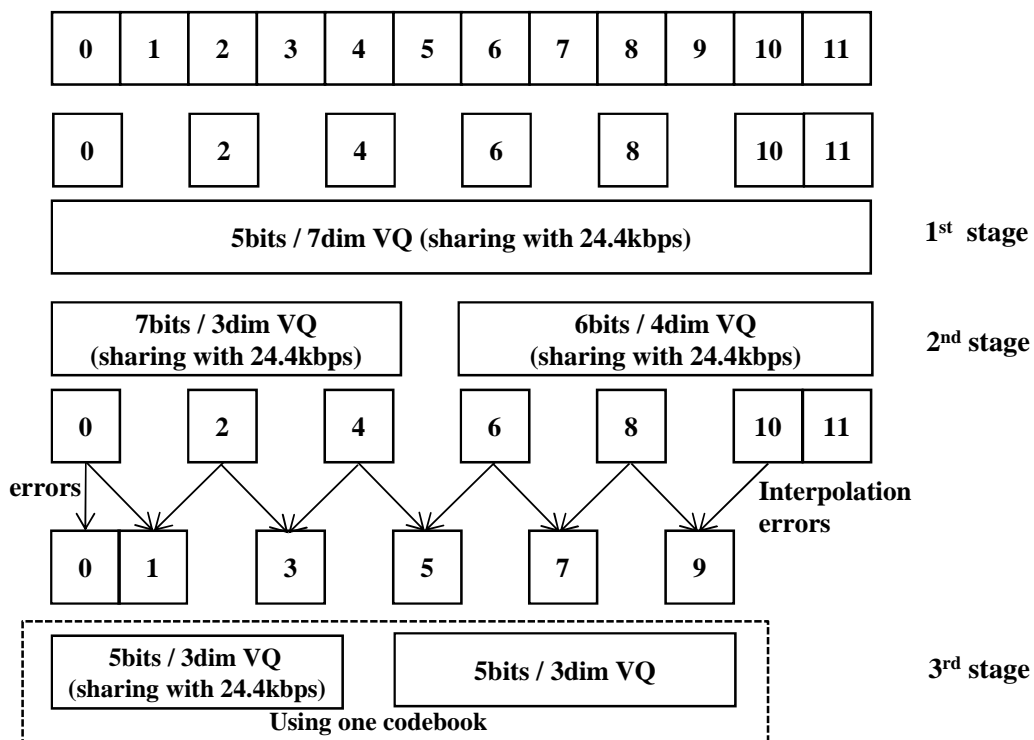 0 1 2 3 4 5 6 7 8 9 10 11
0 2 4 6 8 10 11
5bits / 7dim VQ (sharing with 24.4kbps)
1st stage
7bits / 3dim VQ
(sharing with 24.4kbps)
6bits / 4dim VQ
(sharing with 24.4kbps)
2nd stage
0 2 4 6 8 10 11
errors
Interpolation
errors
0 1 3 5 7 9
5bits / 3dim VQ
(sharing with 24.4kbps)
5bits / 3dim VQ
3rd stage
Using one codebook